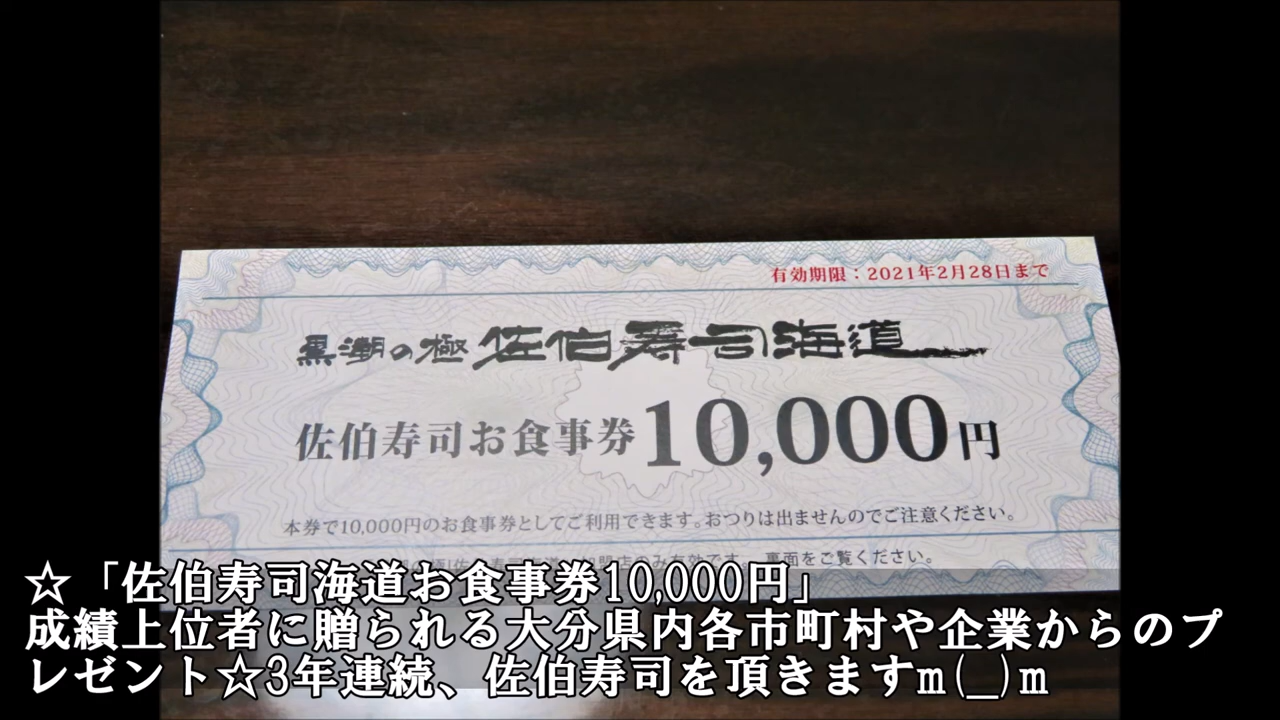 有効期限：2021年2月28日まで
黒潮の極 佐伯寿司海道
佐伯寿司お食事券10,000円
本券で10,000円のお食事券としてご利用できます。おつりは出ませんのでご注意ください。
のみ有効です。 裏面をご覧ください。
☆「佐伯寿司海道お食事券10,000円」
成績上位者に贈られる大分県内各市町村や企業からのプ
レゼント☆3年連続、佐伯寿司を頂きますm(_)m